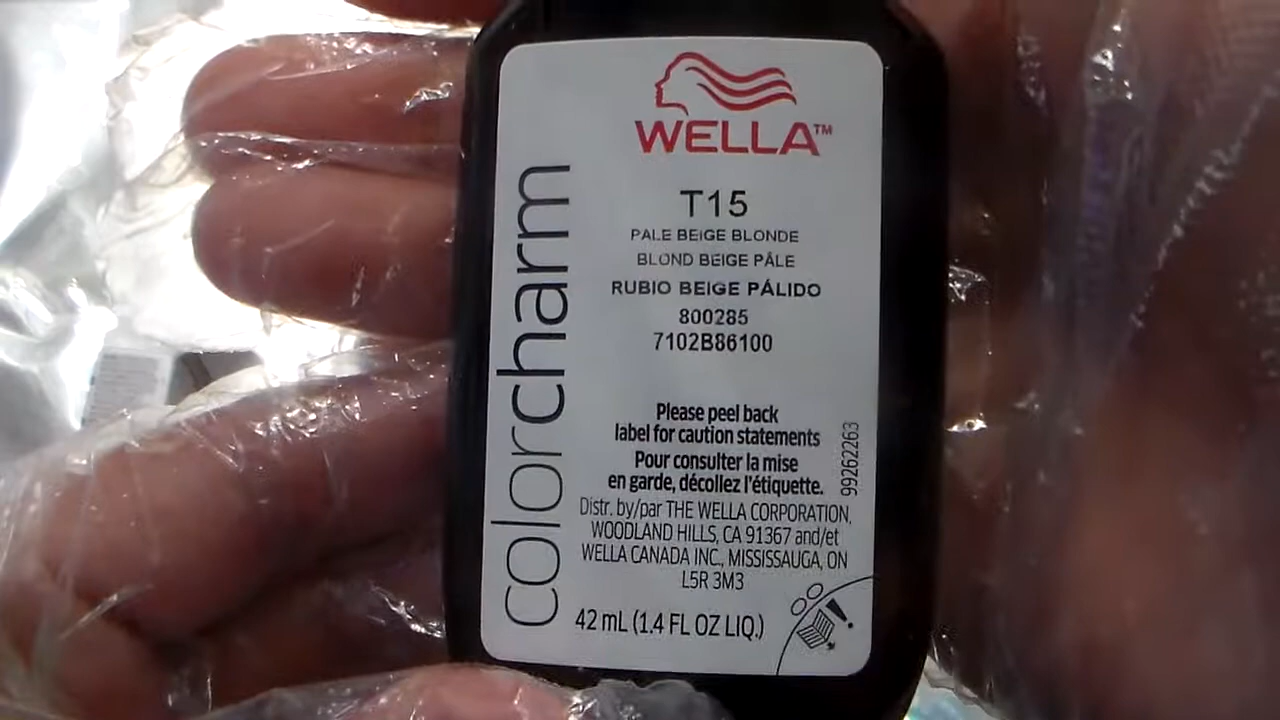 WELLA™
T15
PALE BEIGE BLONDE
BLOND BEIGE PÂLE
RUBIO BEIGE PÁLIDO
800285
7102B86100
colorcharm
Please peel back
label for caution statements
Pour consulter la mise
en garde, décollez l'étiquette.
99262263
Distr. by/par THE WELLA CORPORATION,
WOODLAND HILLS, CA 91367 and/et
WELLA CANADA INC., MISSISSAUGA, ON
L5R 3M3
42 mL (1.4 FL OZ LIQ.)